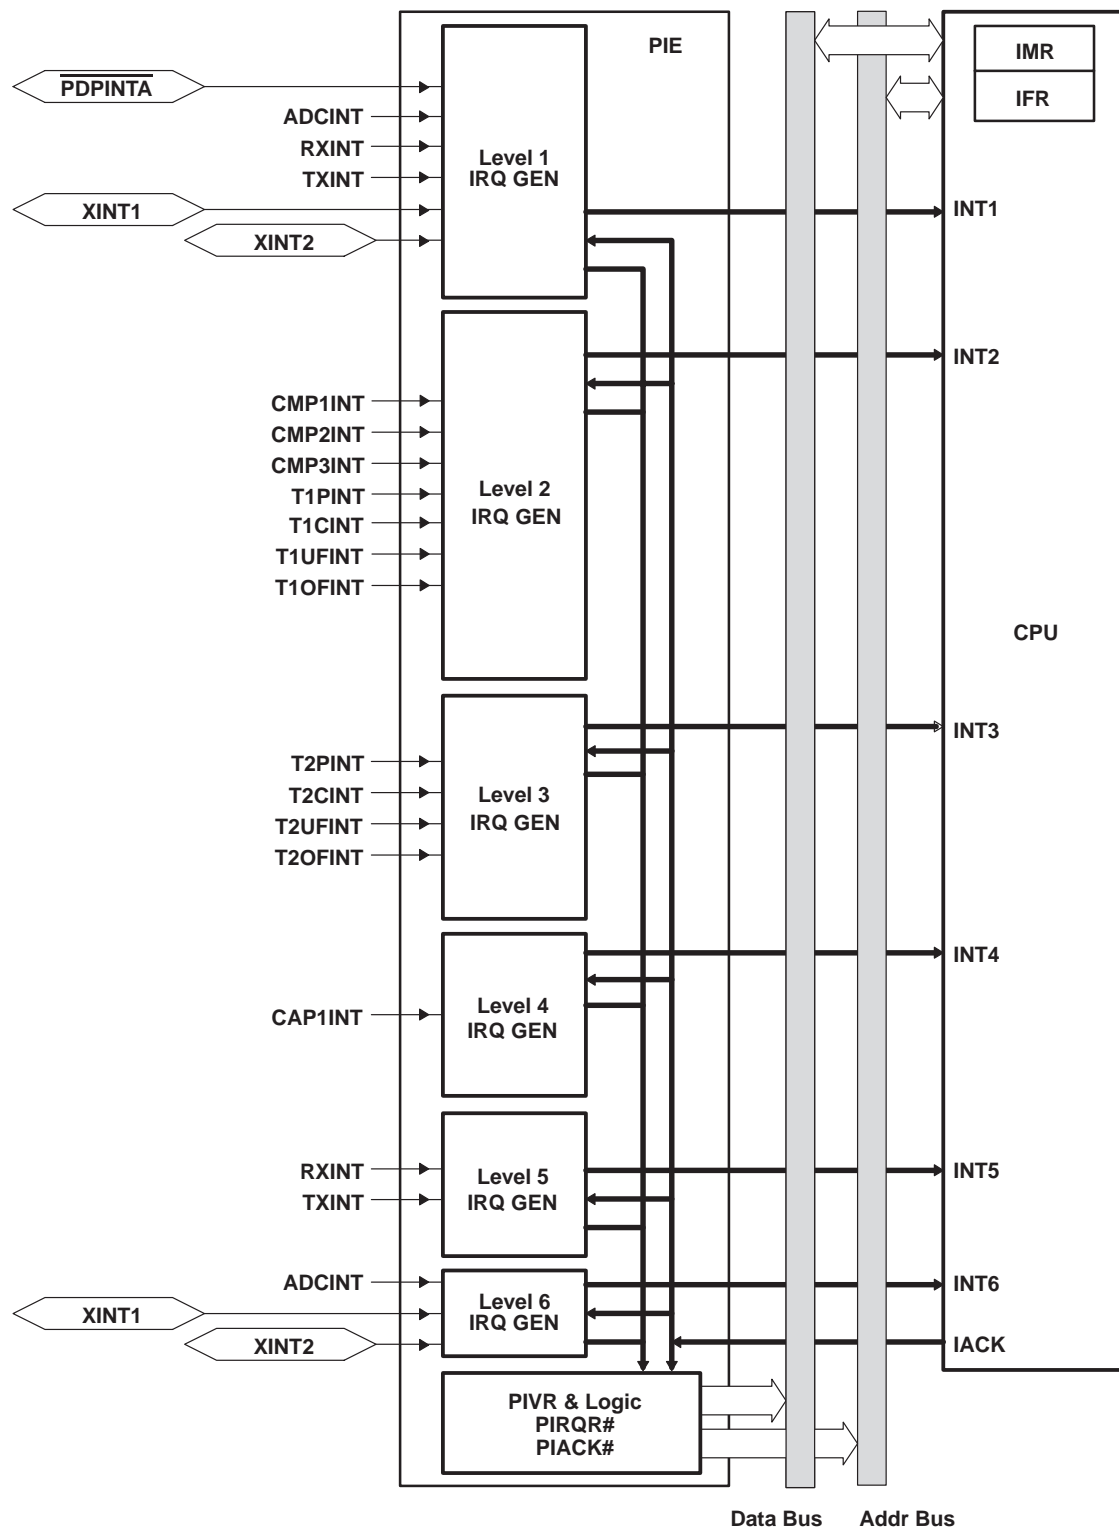 PIE
IMR
IFR
PDPINTA
ADCINT
RXINT
TXINT
XINT1
XINT2
Level 1
IRQ GEN
INT1
INT2
CMP1INT
CMP2INT
CMP3INT
T1PINT
T1CINT
T1UFINT
T1OFINT
Level 2
IRQ GEN
CPU
INT3
T2PINT
T2CINT
T2UFINT
T2OFINT
Level 3
IRQ GEN
INT4
CAP1INT
Level 4
IRQ GEN
RXINT
TXINT
Level 5
IRQ GEN
INT5
ADCINT
XINT1
XINT2
Level 6
IRQ GEN
INT6
IACK
PIVR & Logic
PIRQR#
PIACK#
Data Bus
Addr Bus